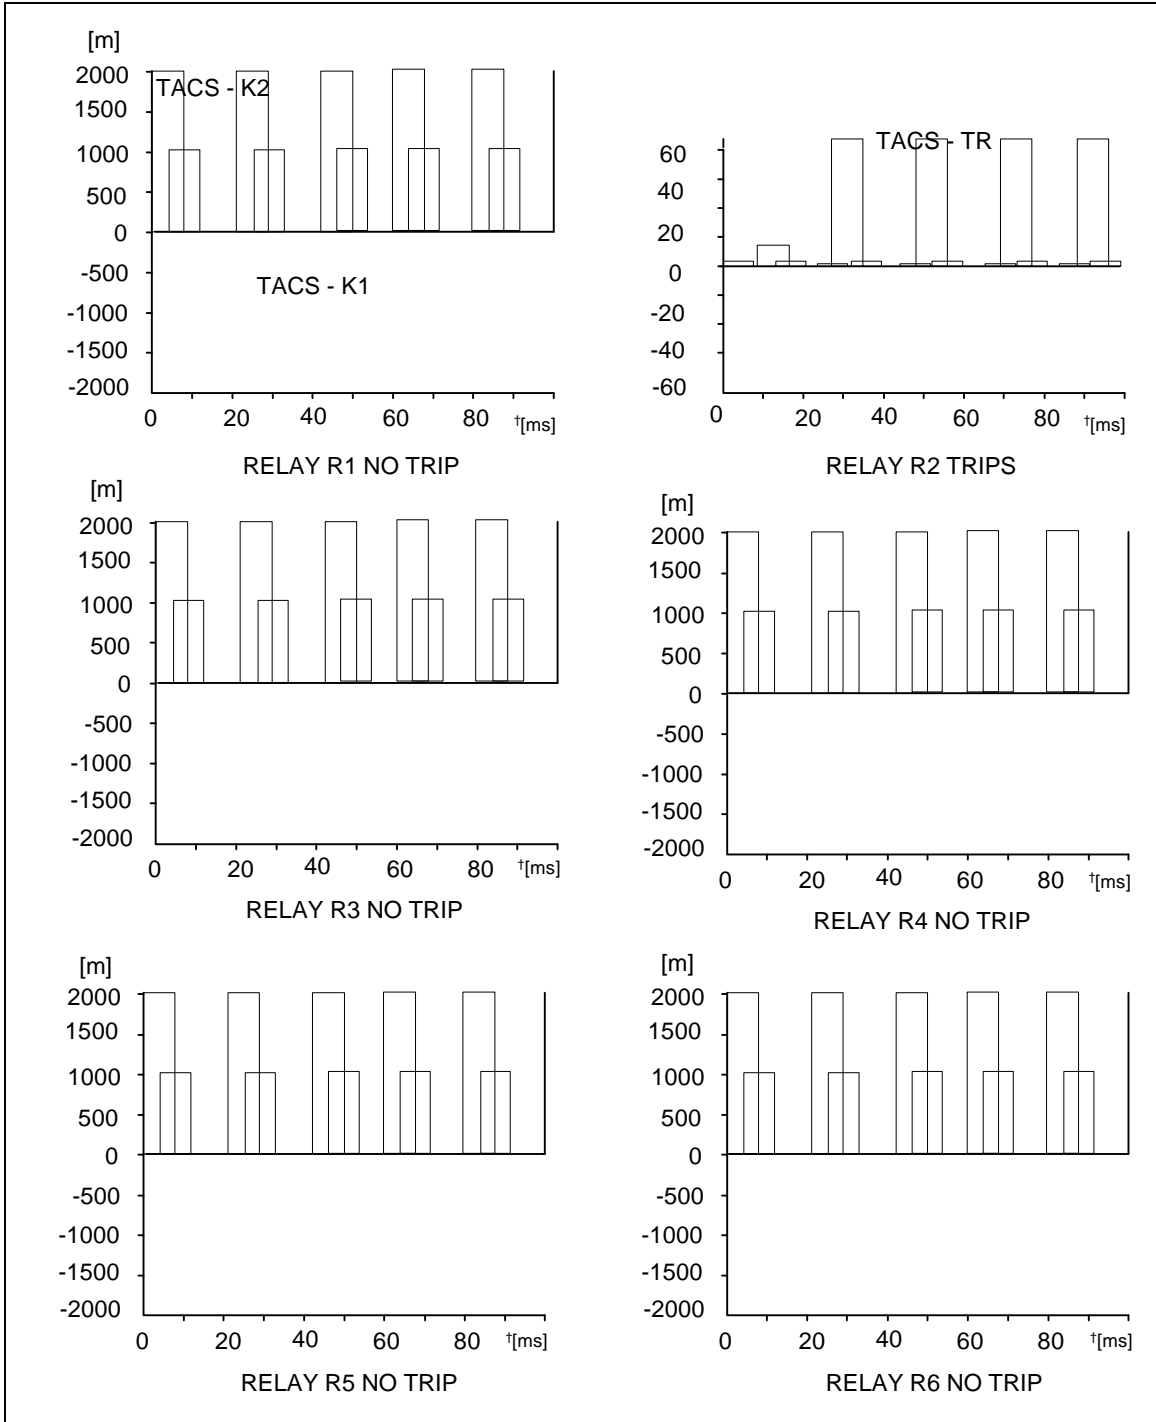 [m]
2000
TACS - K2
1500
1000
500
0
-500
TACS - K1
-1000
-1500
-2000
0 20 40 60 80 †[ms]
RELAY R1 NO TRIP
TACS - TR
60
40
20
0
-20
-40
-60
0 20 40 60 80 †[ms]
RELAY R2 TRIPS
[m]
2000
1500
1000
500
0
-500
-1000
-1500
-2000
0 20 40 60 80 †[ms]
RELAY R3 NO TRIP
[m]
2000
1500
1000
500
0
-500
-1000
-1500
-2000
0 20 40 60 80 †[ms]
RELAY R4 NO TRIP
[m]
2000
1500
1000
500
0
-500
-1000
-1500
-2000
0 20 40 60 80 †[ms]
RELAY R5 NO TRIP
[m]
2000
1500
1000
500
0
-500
-1000
-1500
-2000
0 20 40 60 80 †[ms]
RELAY R6 NO TRIP